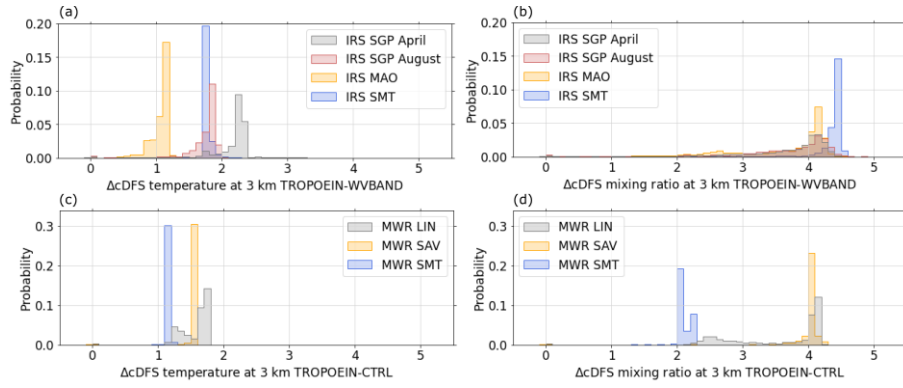 (a)
0.20
0.15
0.10
0.05
0.00
Probability
IRS SGP April
IRS SGP August
IRS MAO
IRS SMT
0 1 2 3 4 5
ΔcDFS temperature at 3 km TROPOEIN-WVBAND
(b)
0.20
0.15
0.10
0.05
0.00
Probability
IRS SGP April
IRS SGP August
IRS MAO
IRS SMT
0 1 2 3 4 5
ΔcDFS mixing ratio at 3 km TROPOEIN-WVBAND
(c)
0.3
0.2
0.1
0.0
Probability
MWR LIN
MWR SAV
MWR SMT
0 1 2 3 4 5
ΔcDFS temperature at 3 km TROPOEIN-CTRL
(d)
0.3
0.2
0.1
0.0
Probability
MWR LIN
MWR SAV
MWR SMT
0 1 2 3 4 5
ΔcDFS mixing ratio at 3 km TROPOEIN-CTRL